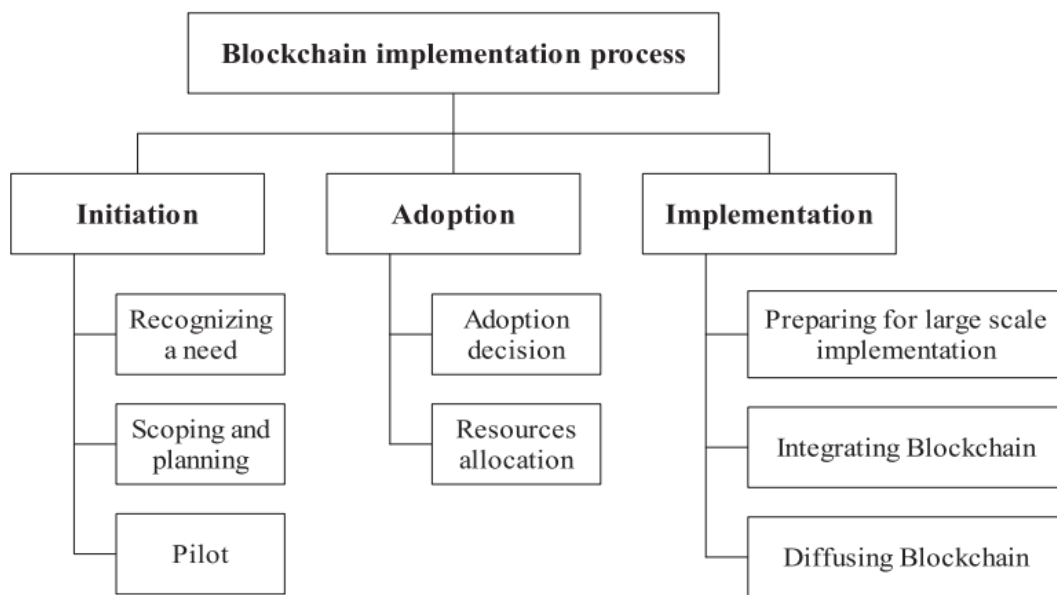 Blockchain implementation process
Initiation
Adoption
Implementation
Recognizing
a need
Scoping and
planning
Pilot
Adoption
decision
Resources
allocation
Preparing for large scale
implementation
Integrating Blockchain
Diffusing Blockchain